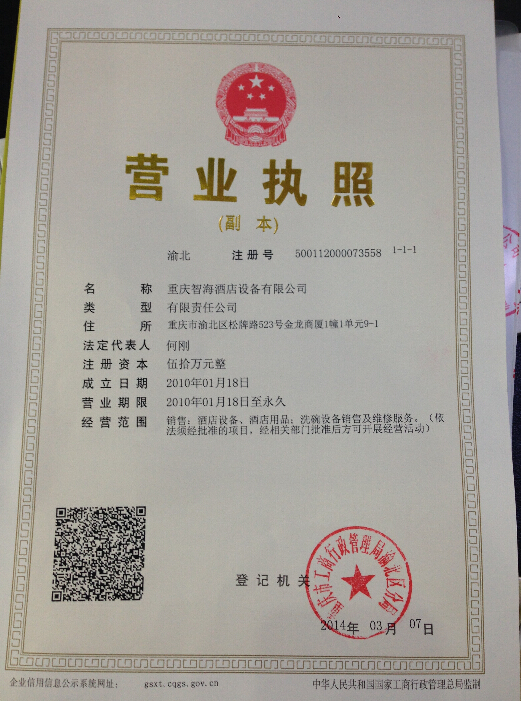 营业执照
(副 本)
渝北 注册号 500112000073558 1-1-1
名 称 重庆智海酒店设备有限公司
类 型 有限责任公司
住 所 重庆市渝北区松牌路523号金龙商厦1幢1单元9-1
法定代表人 何刚
注册资本 伍拾万元整
成立日期 2010年01月18日
营业期限 2010年01月18日至永久
经营范围 销售：酒店设备、酒店用品；洗碗设备销售及维修服务。（依
法须经批准的项目，经相关部门批准后方可开展经营活动）
登记机关
重庆市工商行政管理局渝北区分局
2014年 03月 07日
企业信用信息公示系统网址： gsxt.cqgs.gov.cn 中华人民共和国国家工商行政管理总局监制